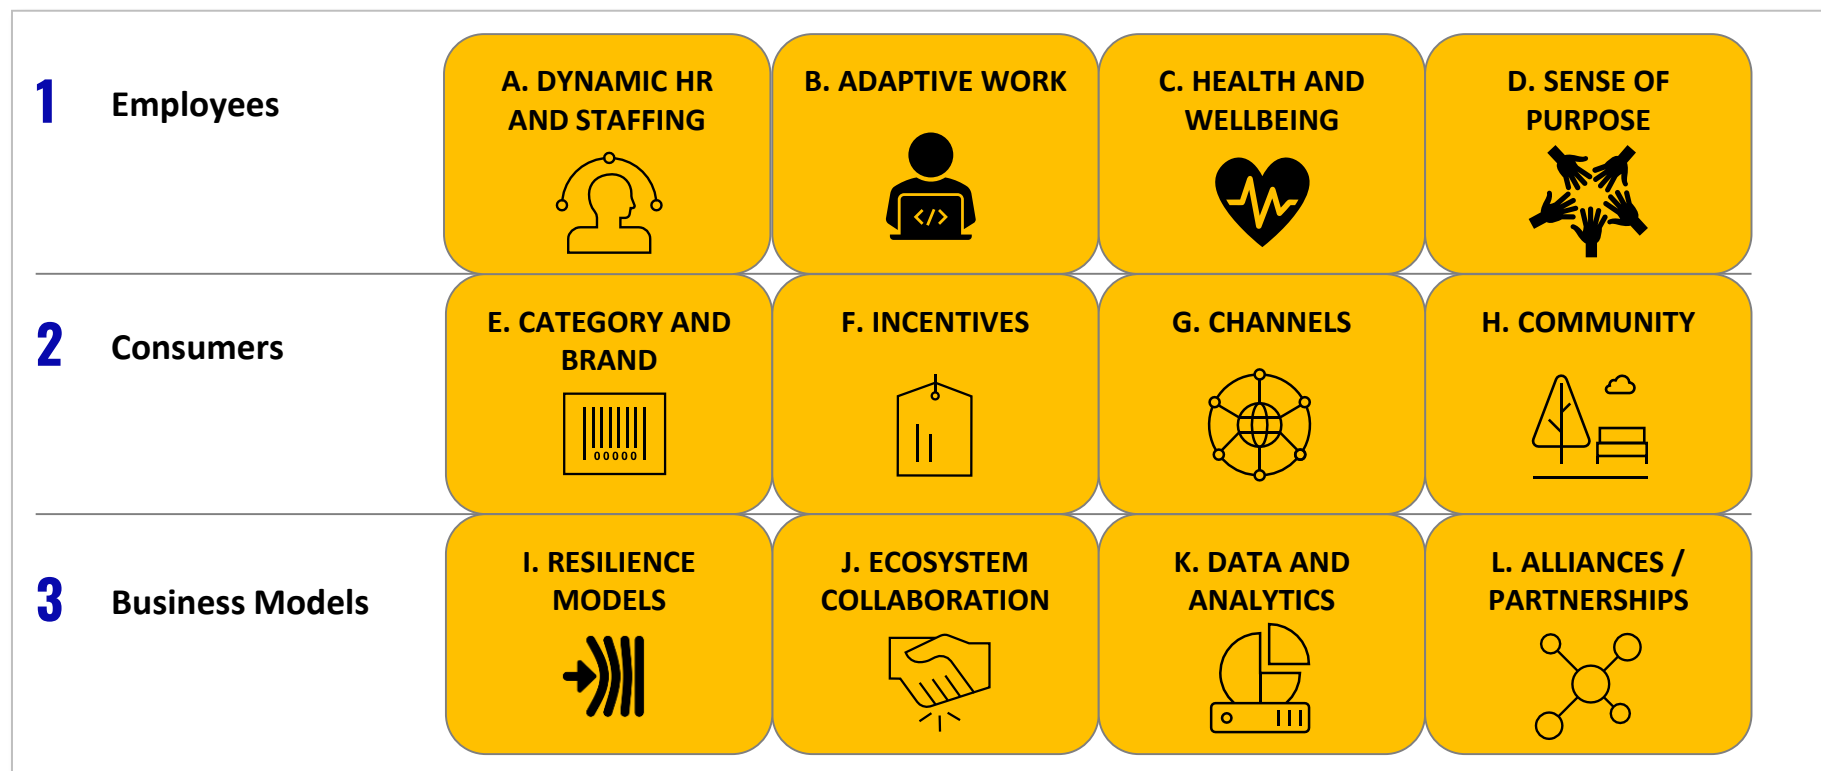 1 Employees
A. DYNAMIC HR
AND STAFFING
B. ADAPTIVE WORK
</>
C. HEALTH AND
WELLBEING
D. SENSE OF
PURPOSE
2 Consumers
E. CATEGORY AND
BRAND
00000
F. INCENTIVES
G. CHANNELS
H. COMMUNITY
3 Business Models
I. RESILIENCE
MODELS
J. ECOSYSTEM
COLLABORATION
K. DATA AND
ANALYTICS
L. ALLIANCES /
PARTNERSHIPS